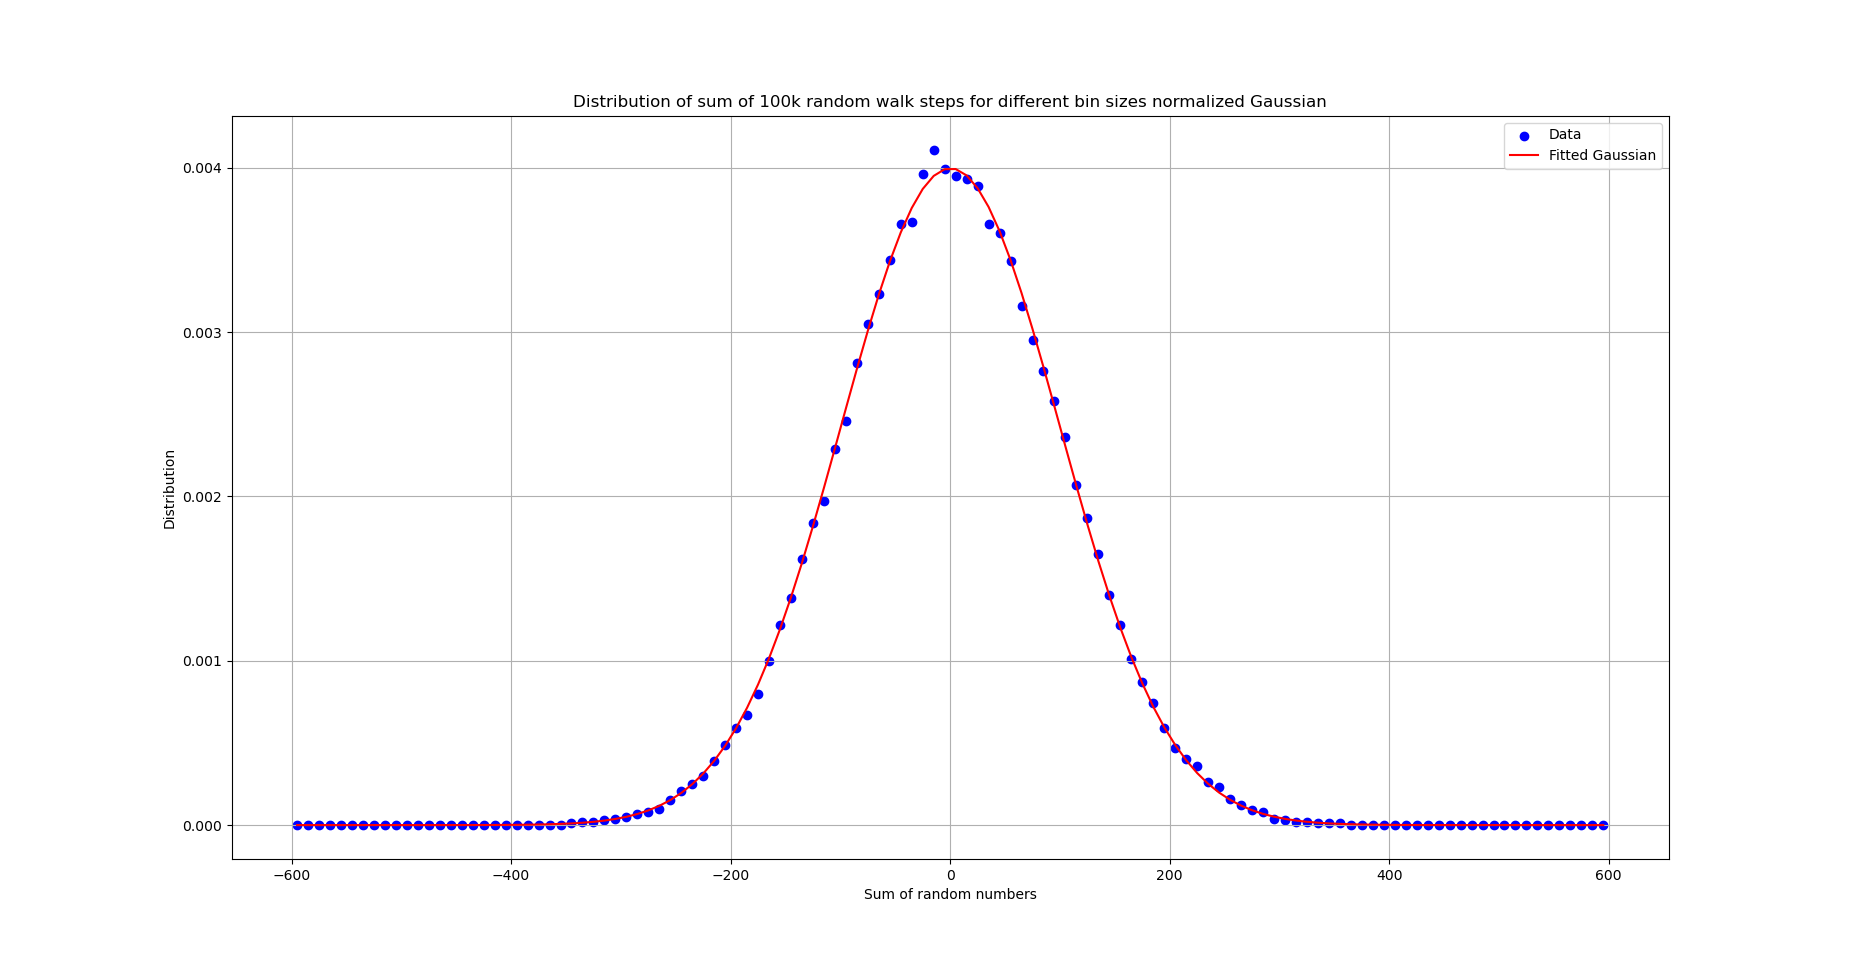 Distribution of sum of 100k random walk steps for different bin sizes normalized Gaussian
Data
Fitted Gaussian
0.004
0.003
0.002
0.001
0.000
Distribution
−600
−400
−200
0
200
400
600
Sum of random numbers